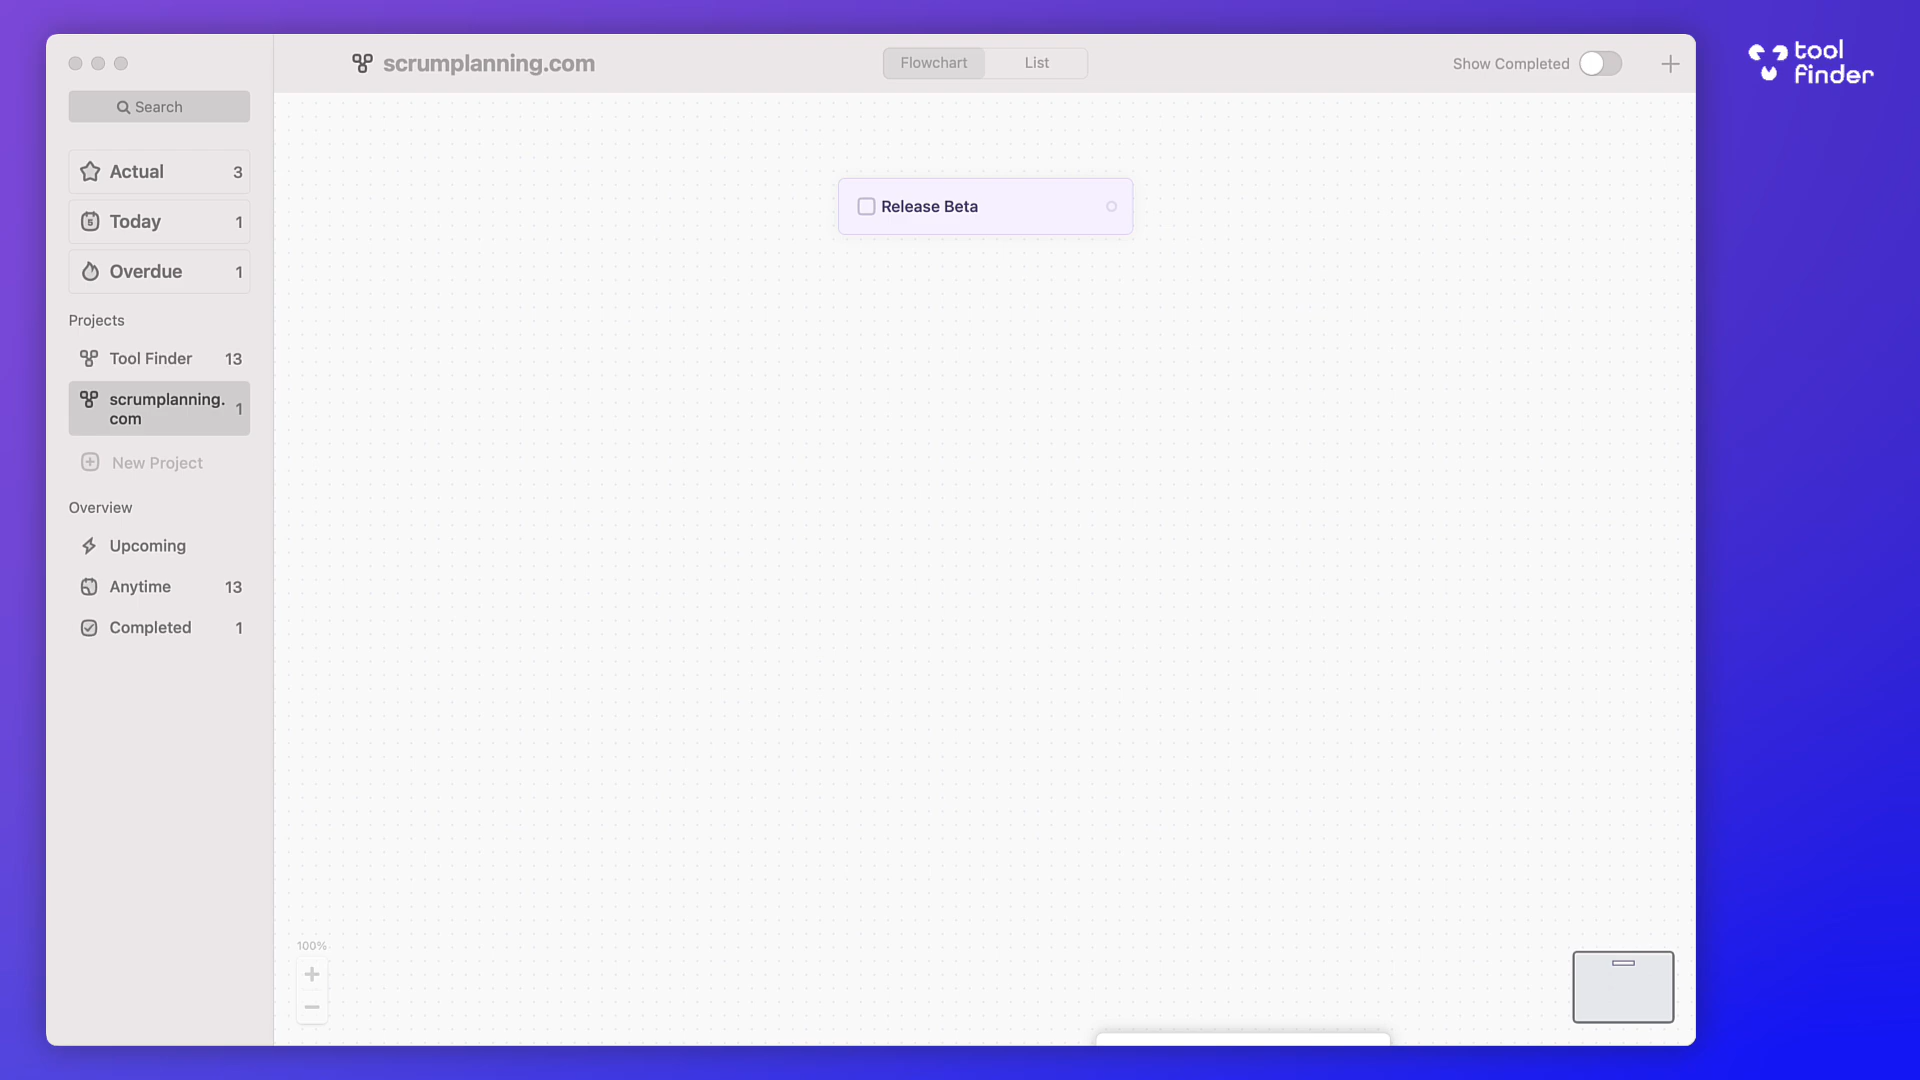 scrumplanning.com
Flowchart
List
Show Completed
tool
finder
Search
Actual 3
5 Today 1
Overdue 1
Projects
Tool Finder 13
scrumplanning.
com 1
New Project
Overview
Upcoming
Anytime 13
Completed 1
Release Beta
100%